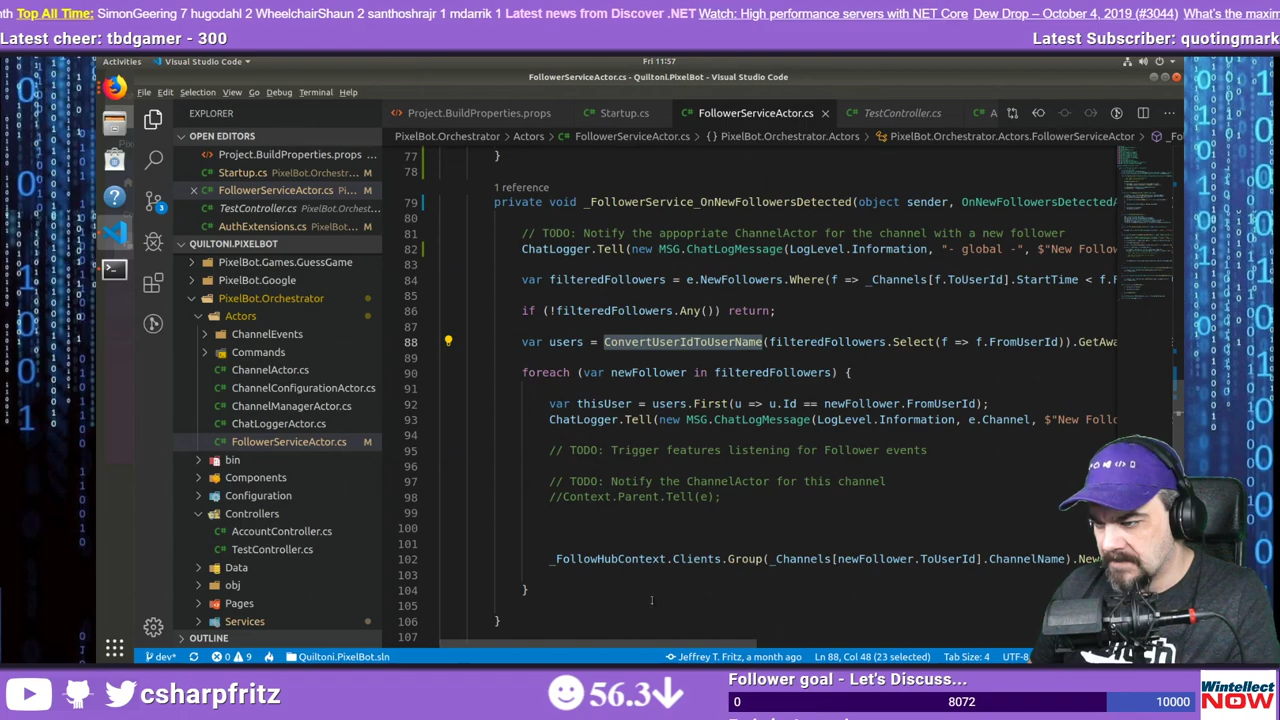 nth Top All Time: SimonGeering 7 hugodahl 2 WheelchairShaun 2 santhoshrajr 1 mdarrik 1 Latest news from Discover .NET Watch: High performance servers with NET Core Dew Drop – October 4, 2019 (#3044) What's the maxim
Latest cheer: tbdgamer - 300
Latest Subscriber: quotingmark
Activities Visual Studio Code Fri 11:57
FollowerServiceActor.cs - Quiltoni.PixelBot - Visual Studio Code
File Edit Selection View Go Debug Terminal Help
EXPLORER
Project.BuildProperties.props Startup.cs FollowerServiceActor.cs TestController.cs A
OPEN EDITORS
Project.BuildProperties.props ... M
Startup.cs PixelBot.Orchestr... M
FollowerServiceActor.cs Pi... M
TestController.cs PixelBot.Orchest...
AuthExtensions.cs PixelBot... M
QUILTONI.PIXELBOT
PixelBot.Games.GuessGame
PixelBot.Google
PixelBot.Orchestrator
Actors
ChannelEvents
Commands
ChannelActor.cs
ChannelConfigurationActor.cs
ChannelManagerActor.cs
ChatLoggerActor.cs
FollowerServiceActor.cs M
bin
Components
Configuration
Controllers
AccountController.cs
TestController.cs
Data
obj
Pages
Services
OUTLINE
3
PixelBot.Orchestrator > Actors > FollowerServiceActor.cs > {} PixelBot.Orchestrator.Actors > PixelBot.Orchestrator.Actors.FollowerServiceActor > _Fo
77 }
78
1 reference
79 private void _FollowerService_OnNewFollowersDetected(object sender, OnNewFollowersDetectedA
80
81 // TODO: Notify the appopriate ChannelActor for the channel with a new follower
82 ChatLogger.Tell(new MSG.ChatLogMessage(LogLevel.Information, "- global -", $"New Follow
83
84 var filteredFollowers = e.NewFollowers.Where(f => _Channels[f.ToUserId].StartTime < f.F
85
86 if (!filteredFollowers.Any()) return;
87
88 var users = ConvertUserIdToUserName(filteredFollowers.Select(f => f.FromUserId)).GetAwa
89
90 foreach (var newFollower in filteredFollowers) {
91
92 var thisUser = users.First(u => u.Id == newFollower.FromUserId);
93 ChatLogger.Tell(new MSG.ChatLogMessage(LogLevel.Information, e.Channel, $"New Follo
94
95 // TODO: Trigger features listening for Follower events
96
97 // TODO: Notify the ChannelActor for this channel
98 //Context.Parent.Tell(e);
99
100
101
102 _FollowHubContext.Clients.Group(_Channels[newFollower.ToUserId].ChannelName).New
103
104 }
105
106 }
107
dev* 0 9 Quiltoni.PixelBot.sln Jeffrey T. Fritz, a month ago Ln 88, Col 48 (23 selected) Tab Size: 4 UTF-8
csharpfritz
56.3
Follower goal - Let's Discuss...
0 8072 10000
Wintellect
NOW